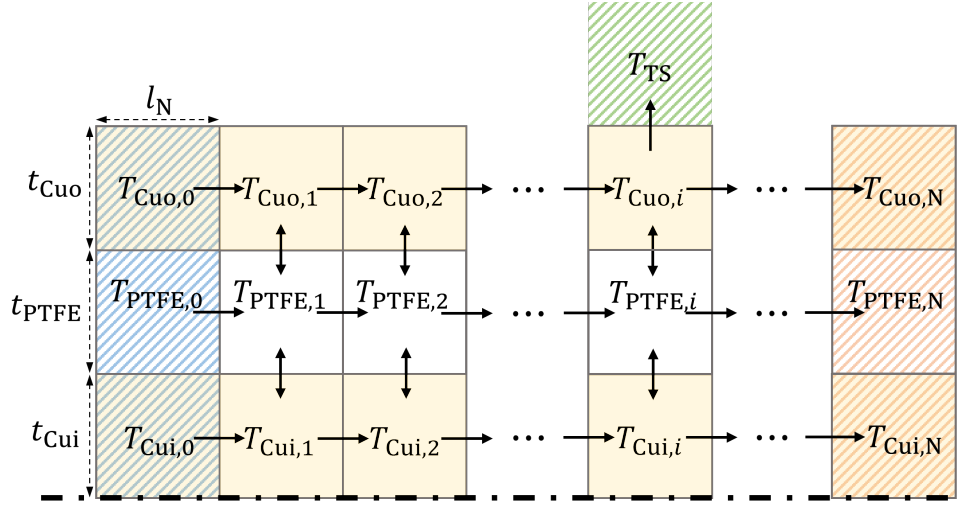 T_TS
l_N
t_Cuo T_Cuo,0 T_Cuo,1 T_Cuo,2 ⋯ T_Cuo,i ⋯ T_Cuo,N
t_PTFE T_PTFE,0 T_PTFE,1 T_PTFE,2 ⋯ T_PTFE,i ⋯ T_PTFE,N
t_Cui T_Cui,0 T_Cui,1 T_Cui,2 ⋯ T_Cui,i ⋯ T_Cui,N